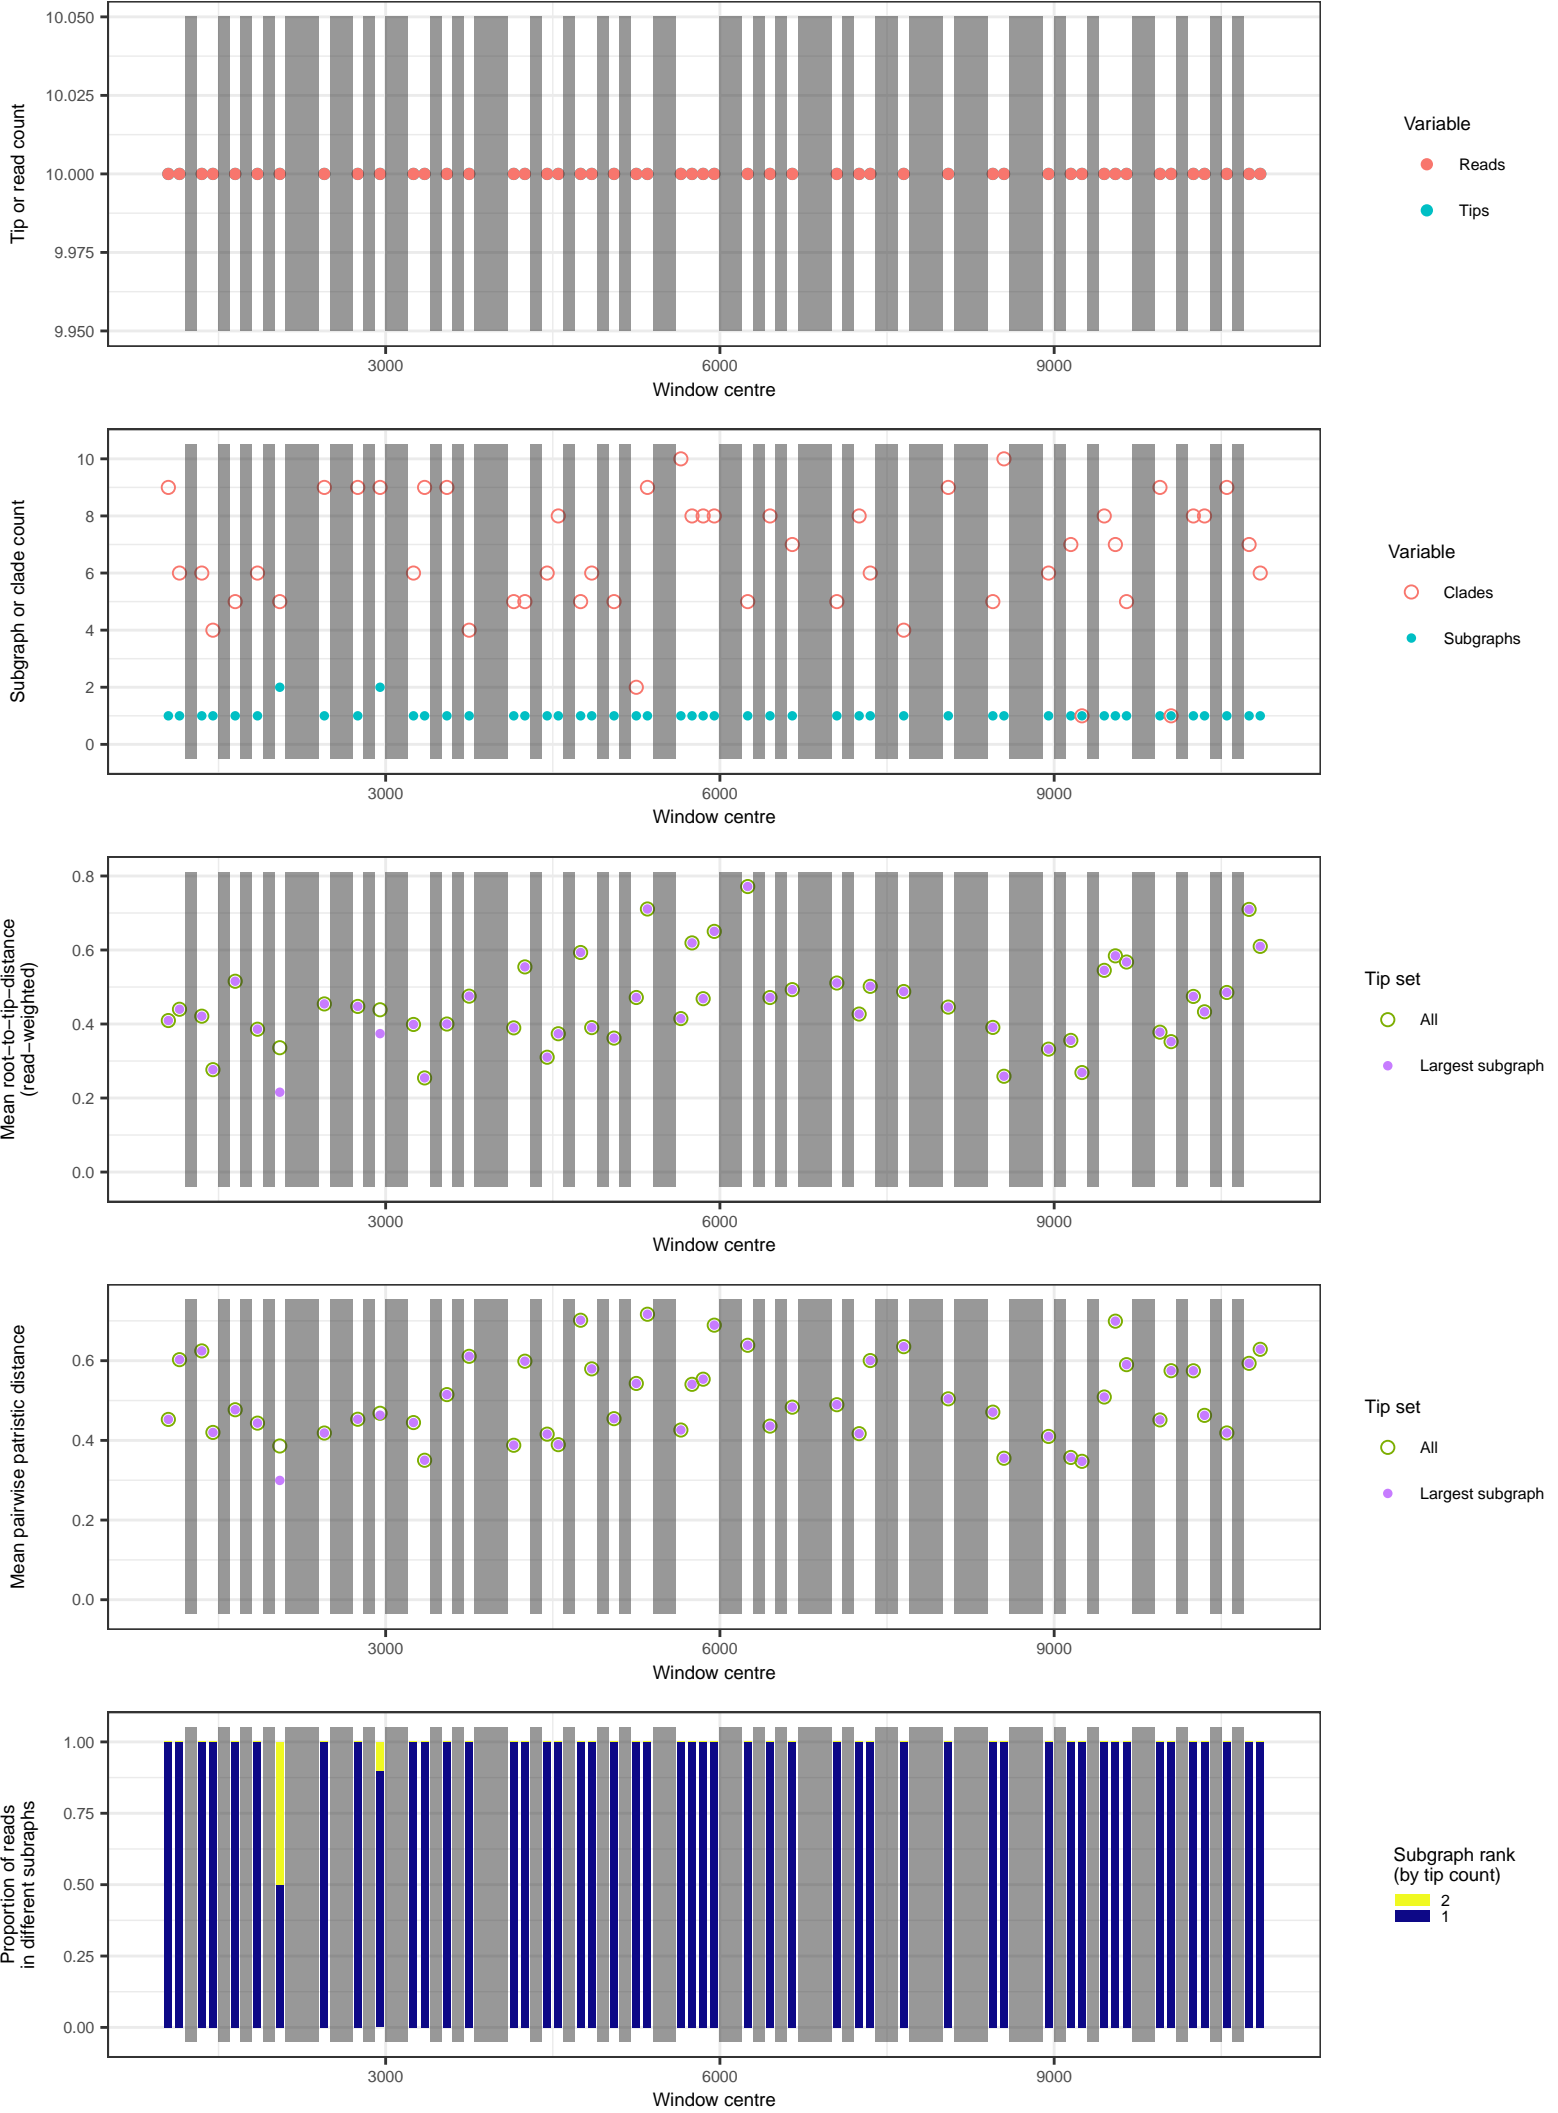 10.050
10.025
10.000
9.975
9.950
Tip or read count
3000
6000
9000
Window centre
Variable
Reads
Tips
10
8
6
4
2
0
Subgraph or clade count
3000
6000
9000
Window centre
Variable
Clades
Subgraphs
0.8
0.6
0.4
0.2
0.0
Mean root−to−tip−distance
(read−weighted)
3000
6000
9000
Window centre
Tip set
All
Largest subgraph
0.6
0.4
0.2
0.0
Mean pairwise patristic distance
3000
6000
9000
Window centre
Tip set
All
Largest subgraph
1.00
0.75
0.50
0.25
0.00
Proportion of reads
in different subraphs
3000
6000
9000
Window centre
Subgraph rank
(by tip count)
2
1